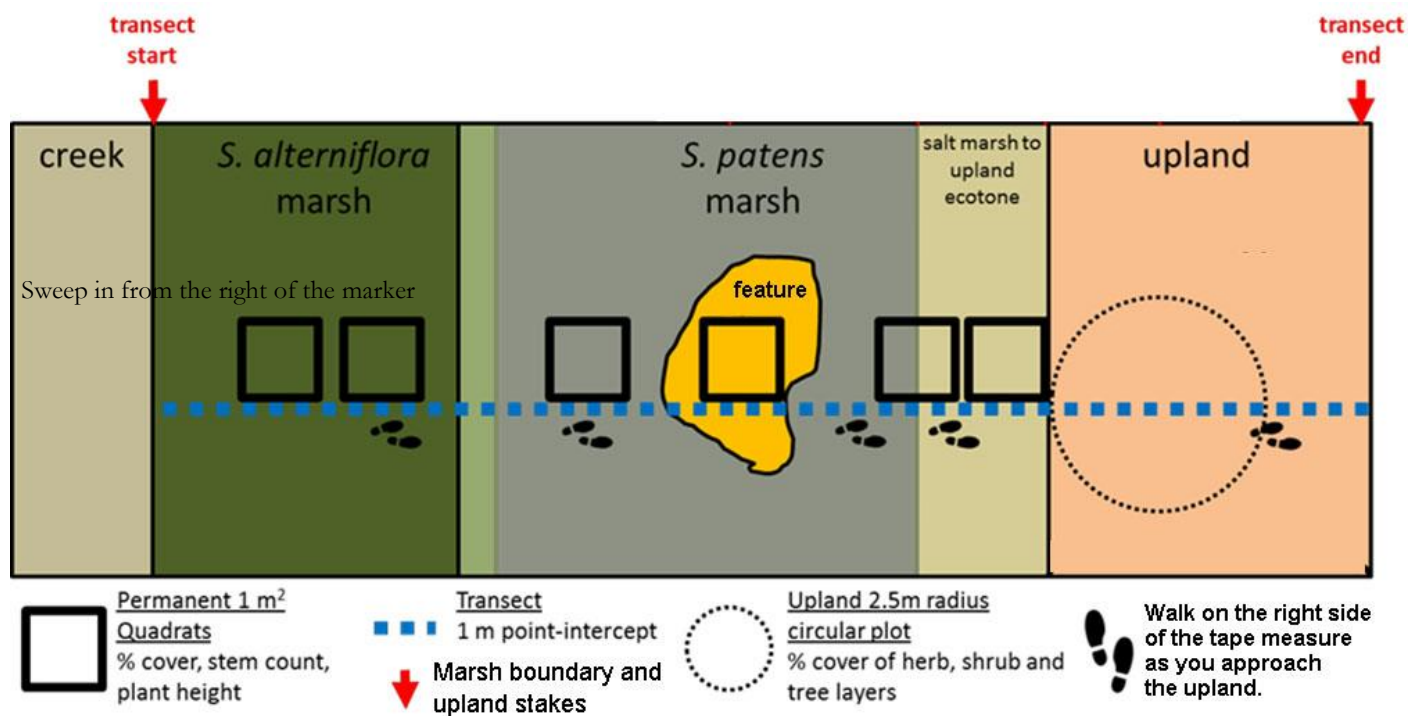 transect
start
transect
end
creek
S. alterniflora
marsh
S. patens
marsh
salt marsh to
upland
ecotone
upland
Sweep in from the right of the marker
feature
Permanent 1 m²
Quadrats
% cover, stem count,
plant height
Transect
1 m point-intercept
Marsh boundary and
upland stakes
Upland 2.5m radius
circular plot
% cover of herb, shrub and
tree layers
Walk on the right side
of the tape measure
as you approach
the upland.